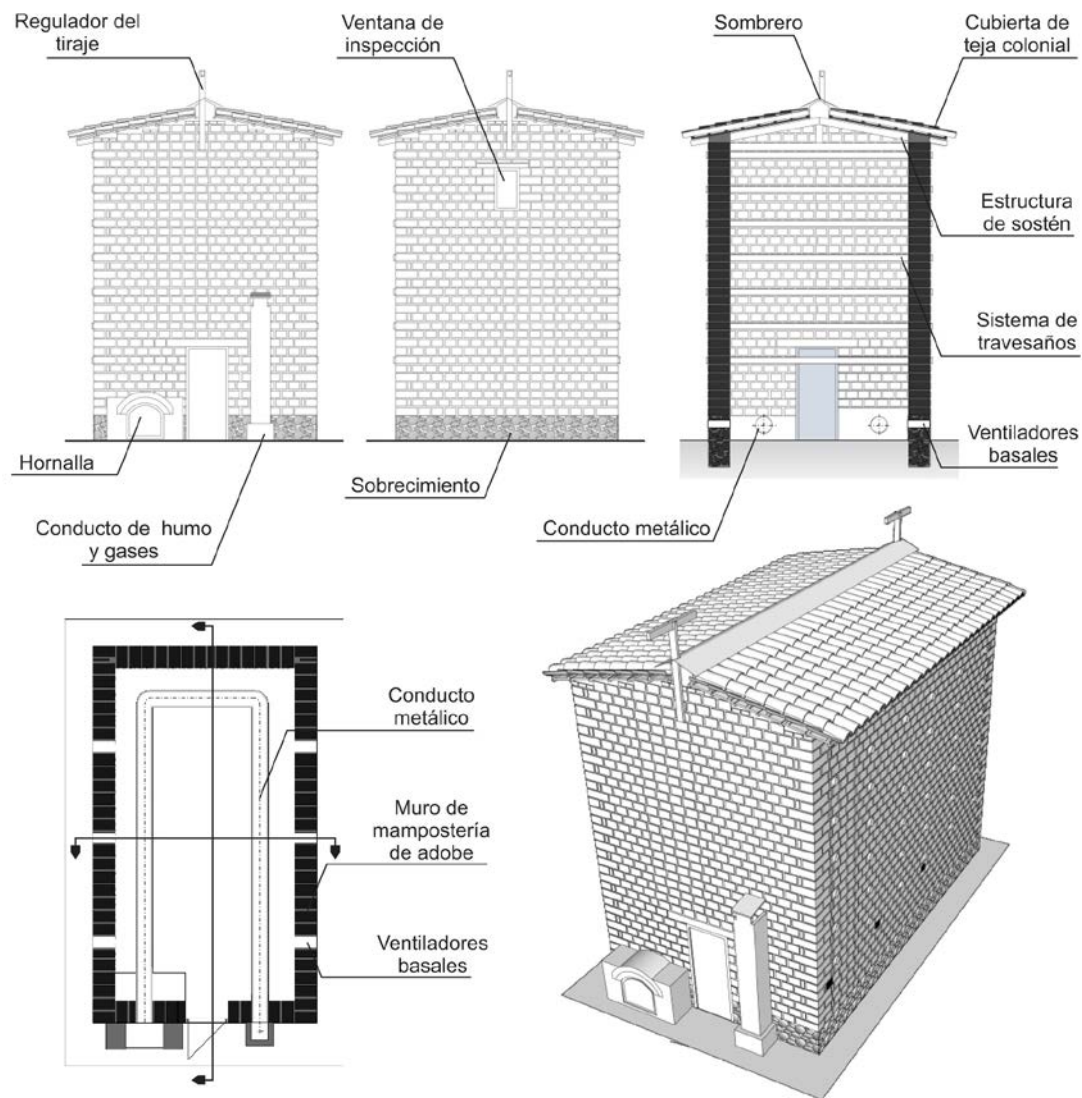 Regulador del
tiraje
Ventana de
inspección
Sombrero
Cubierta de
teja colonial
Estructura
de sostén
Sistema de
travesaños
Ventiladores
basales
Hornalla
Sobrecimiento
Conducto de humo
y gases
Conducto metálico
Conducto
metálico
Muro de
mampostería
de adobe
Ventiladores
basales